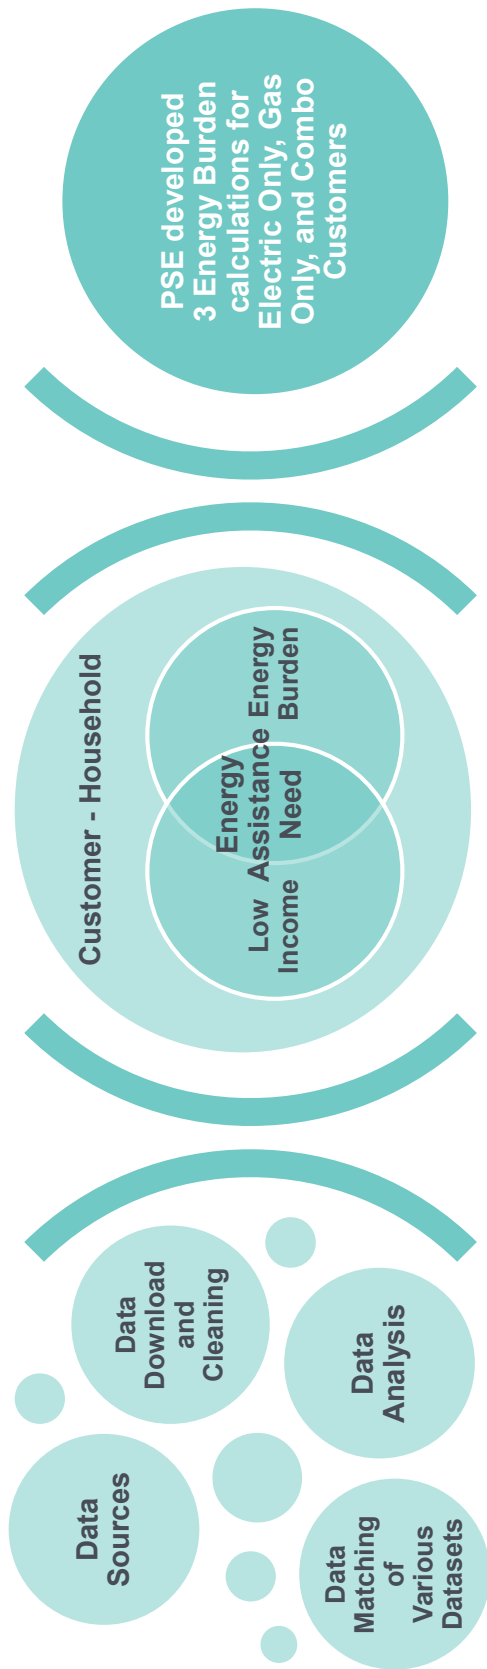 Data
Sources
Data
Download
and
Cleaning
Data
Matching
of
Various
Datasets
Data
Analysis
Customer - Household
Low
Income
Energy
Assistance
Need
Energy
Burden
PSE developed
3 Energy Burden
calculations for
Electric Only, Gas
Only, and Combo
Customers